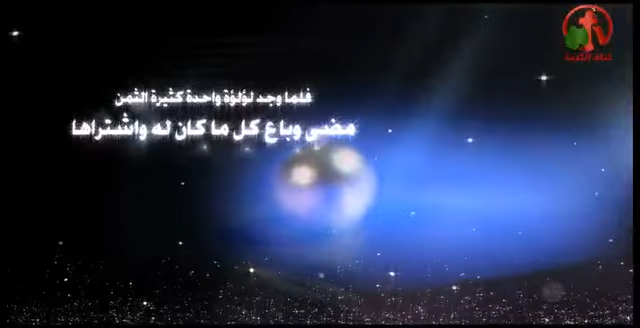 فلما وجد لؤلؤة واحدة كثيرة الثمن
مضى وباع كل ما كان له واشتراها